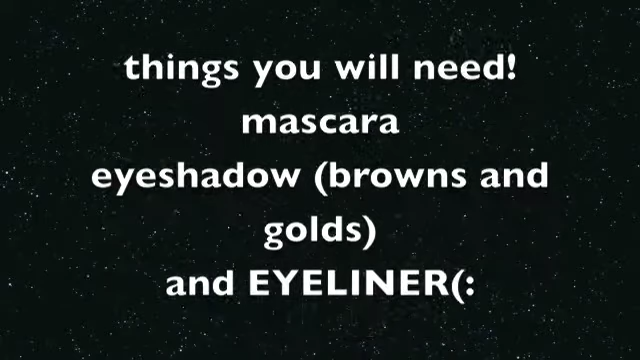 things you will need!
mascara
eyeshadow (browns and
golds)
and EYELINER(: